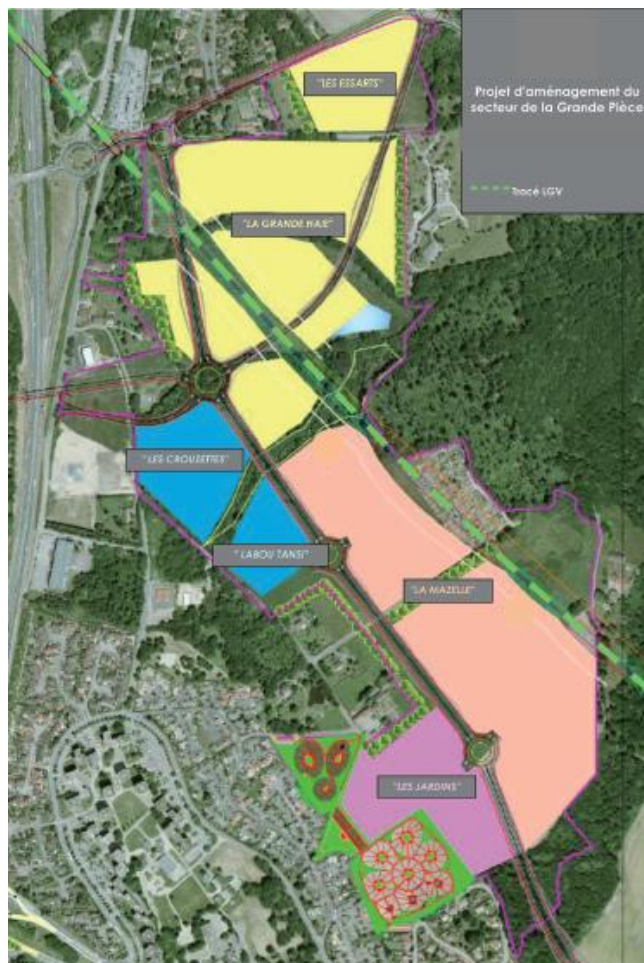 Projet d'aménagement du
secteur de la Grande Pièce
Tracé LGV
"LES ESSARTS"
"LA GRANDE HAIE"
"LES CROUZETTES"
"LABOU TANSI"
"LA MAZELLE"
"LES JARDINS"